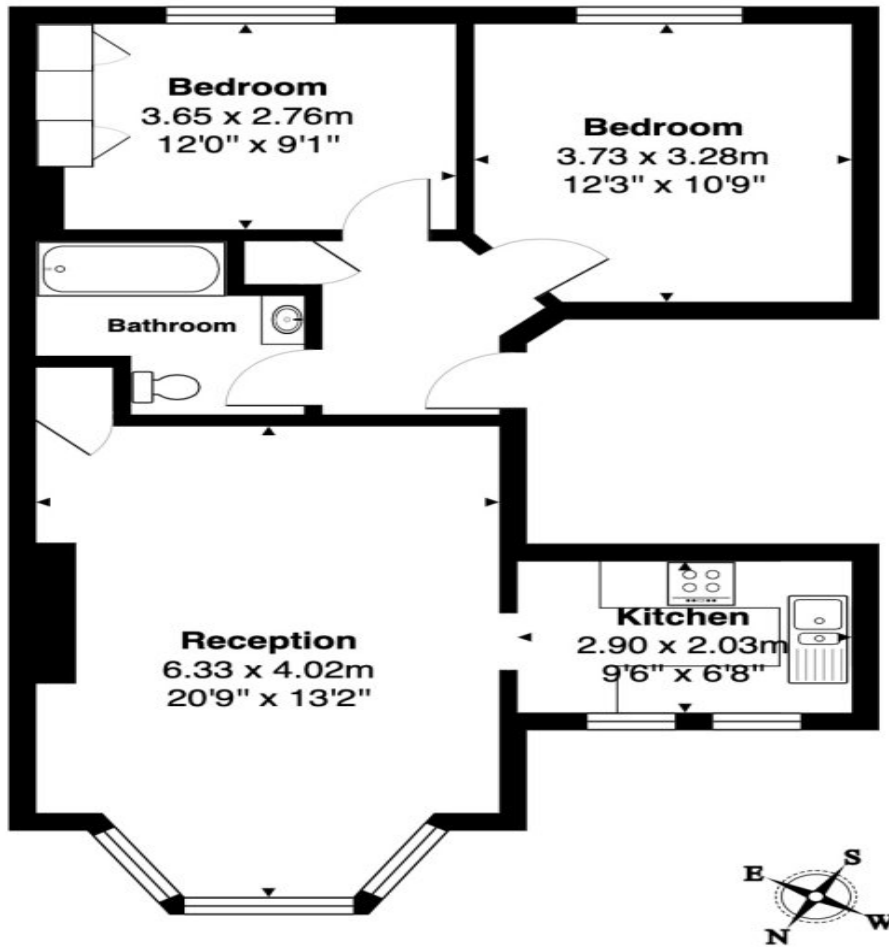 Bedroom
3.65 x 2.76m
12'0" x 9'1"
Bedroom
3.73 x 3.28m
12'3" x 10'9"
Bathroom
Reception
6.33 x 4.02m
20'9" x 13'2"
Kitchen
2.90 x 2.03m
9'6" x 6'8"
E
S
N
W